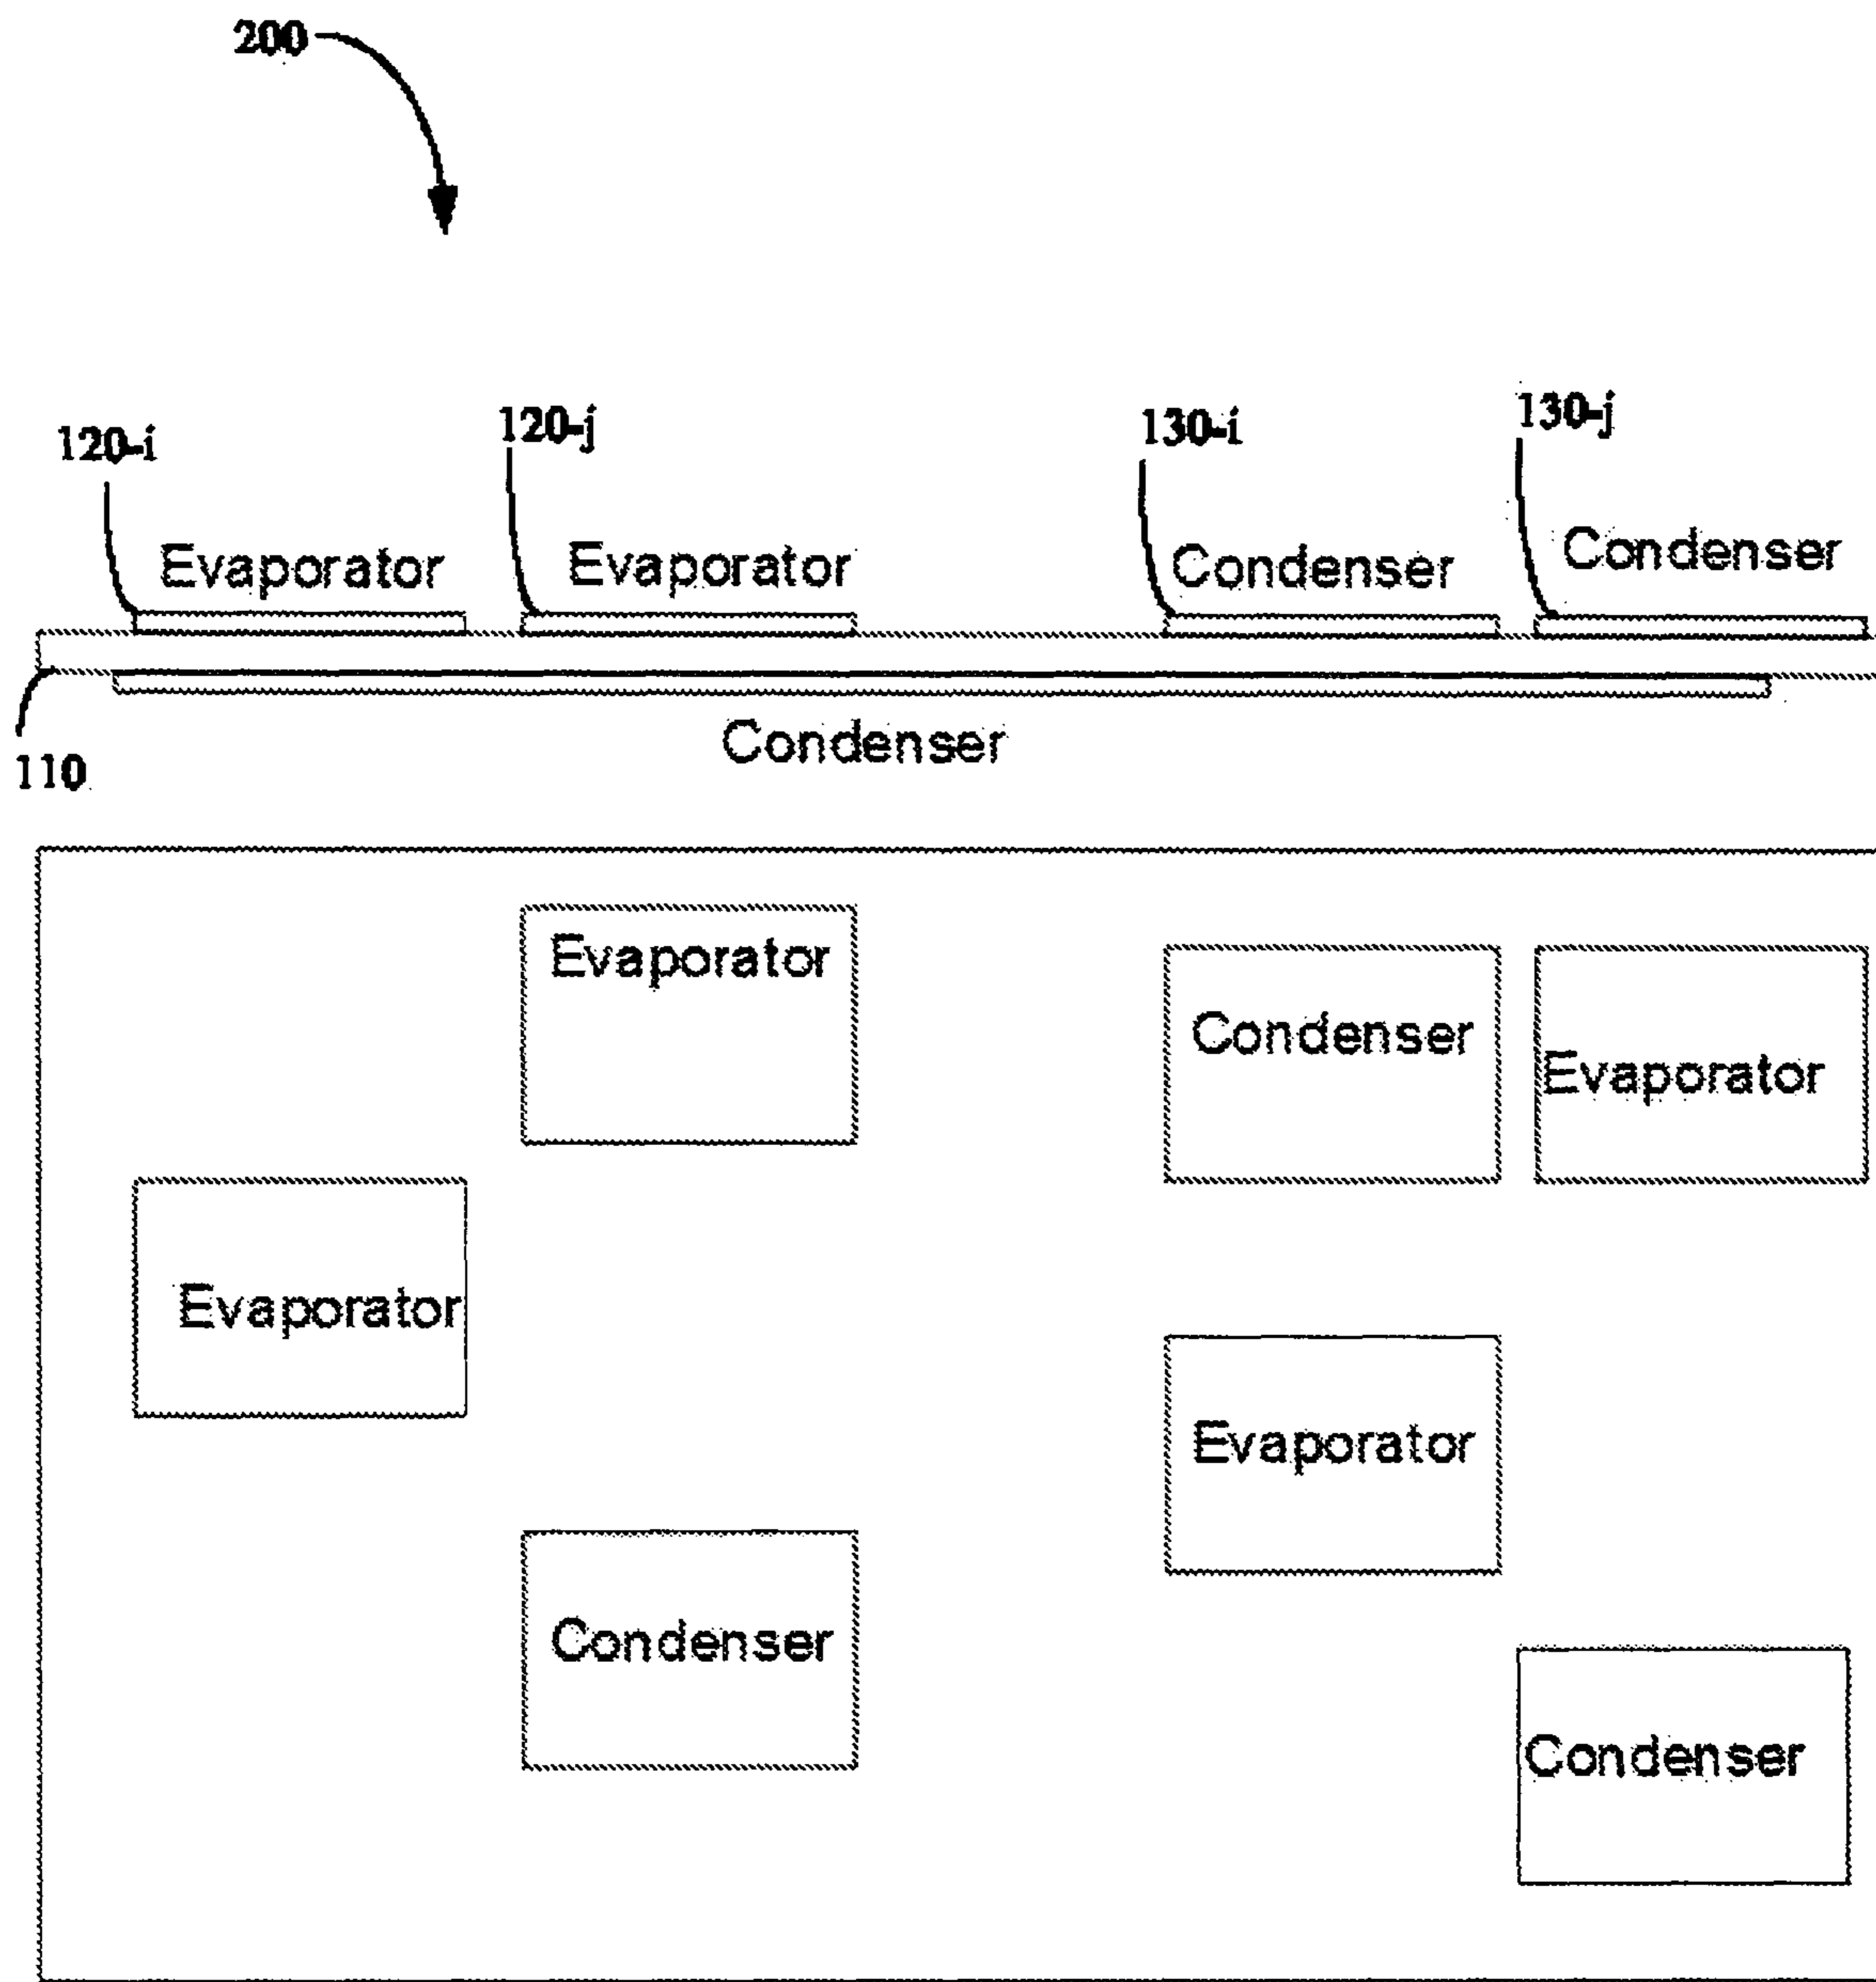 200
120-i
120-j
130-i
130-j
Evaporator
Evaporator
Condenser
Condenser
110
Condenser
Evaporator
Condenser
Evaporator
Evaporator
Evaporator
Condenser
Condenser